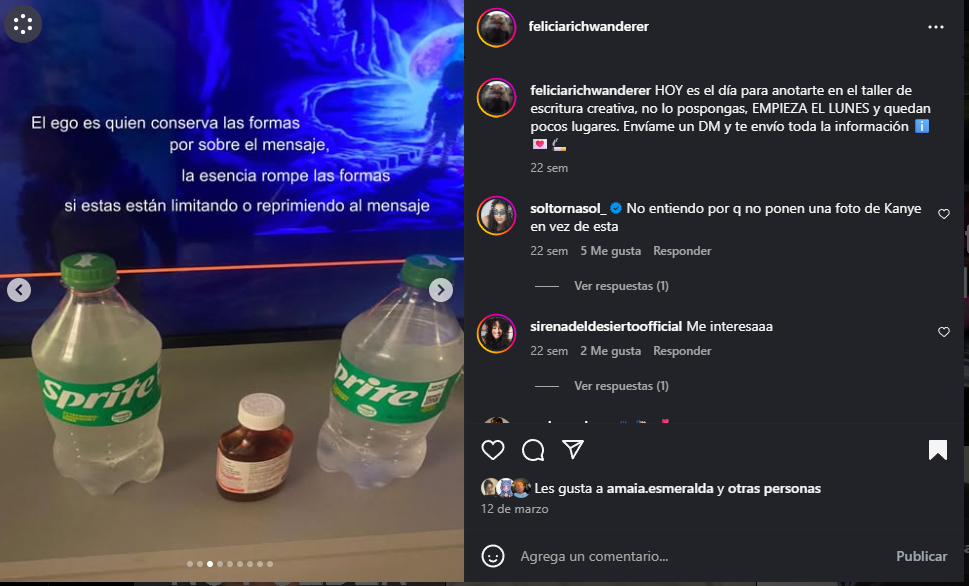 feliciarichwanderer
El ego es quien conserva las formas
por sobre el mensaje,
la esencia rompe las formas
si estas están limitando o reprimiendo al mensaje
Sprite
Sprite
feliciarichwanderer HOY es el día para anotarte en el taller de
escritura creativa, no lo pospongas, EMPIEZA EL LUNES y quedan
pocos lugares. Envíame un DM y te envío toda la información ℹ️
💌 🚬
22 sem
soltornasol_ No entiendo por q no ponen una foto de Kanye
en vez de esta
22 sem 5 Me gusta Responder
Ver respuestas (1)
sirenadeldesiertoofficial Me interesaaa
22 sem 2 Me gusta Responder
Ver respuestas (1)
Les gusta a amaia.esmeralda y otras personas
12 de marzo
Agrega un comentario...
Publicar